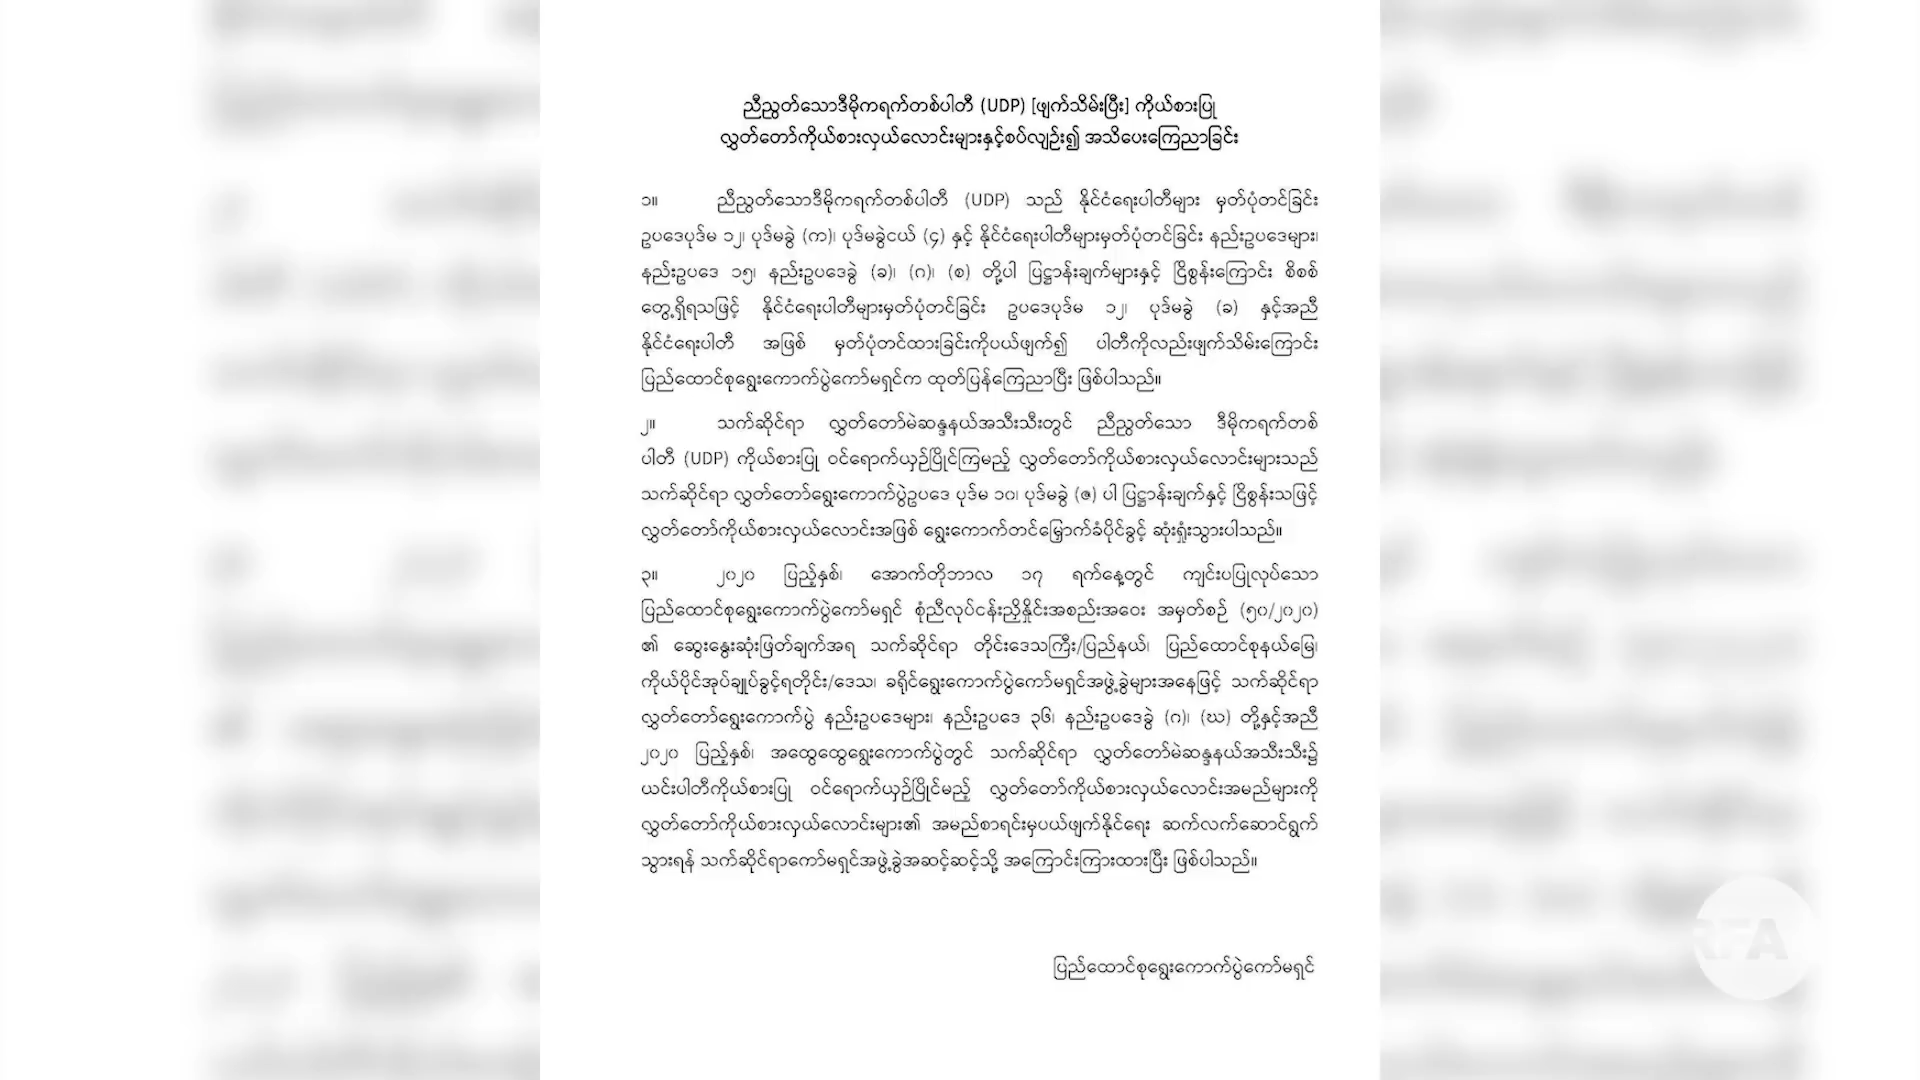 ညီညွတ်သောဒီမိုကရက်တစ်ပါတီ (UDP) [ဖျက်သိမ်းပြီး] ကိုယ်စားပြု
လွှတ်တော်ကိုယ်စားလှယ်လောင်းများနှင့်စပ်လျဉ်း၍ အသိပေးကြေညာခြင်း
၁။ ညီညွတ်သောဒီမိုကရက်တစ်ပါတီ (UDP) သည် နိုင်ငံရေးပါတီများ မှတ်ပုံတင်ခြင်း
ဥပဒေပုဒ်မ ၁၂၊ ပုဒ်မခွဲ (က)၊ ပုဒ်မခွဲငယ် (၄) နှင့် နိုင်ငံရေးပါတီများမှတ်ပုံတင်ခြင်း နည်းဥပဒေများ၊
နည်းဥပဒေ ၁၅၊ နည်းဥပဒေခွဲ (ခ)၊ (ဂ)၊ (စ) တို့ပါ ပြဋ္ဌာန်းချက်များနှင့် ငြိစွန်းကြောင်း စိစစ်
တွေ့ရှိရသဖြင့် နိုင်ငံရေးပါတီများမှတ်ပုံတင်ခြင်း ဥပဒေပုဒ်မ ၁၂၊ ပုဒ်မခွဲ (ခ) နှင့်အညီ
နိုင်ငံရေးပါတီ အဖြစ် မှတ်ပုံတင်ထားခြင်းကိုပယ်ဖျက်၍ ပါတီကိုလည်းဖျက်သိမ်းကြောင်း
ပြည်ထောင်စုရွေးကောက်ပွဲကော်မရှင်က ထုတ်ပြန်ကြေညာပြီး ဖြစ်ပါသည်။
၂။ သက်ဆိုင်ရာ လွှတ်တော်မဲဆန္ဒနယ်အသီးသီးတွင် ညီညွတ်သော ဒီမိုကရက်တစ်
ပါတီ (UDP) ကိုယ်စားပြု ဝင်ရောက်ယှဉ်ပြိုင်ကြမည့် လွှတ်တော်ကိုယ်စားလှယ်လောင်းများသည်
သက်ဆိုင်ရာ လွှတ်တော်ရွေးကောက်ပွဲဥပဒေ ပုဒ်မ ၁၀၊ ပုဒ်မခွဲ (ဇ) ပါ ပြဋ္ဌာန်းချက်နှင့် ငြိစွန်းသဖြင့်
လွှတ်တော်ကိုယ်စားလှယ်လောင်းအဖြစ် ရွေးကောက်တင်မြှောက်ခံပိုင်ခွင့် ဆုံးရှုံးသွားပါသည်။
၃။ ၂၀၂၀ ပြည့်နှစ်၊ အောက်တိုဘာလ ၁၇ ရက်နေ့တွင် ကျင်းပပြုလုပ်သော
ပြည်ထောင်စုရွေးကောက်ပွဲကော်မရှင် စုံညီလုပ်ငန်းညှိနှိုင်းအစည်းအဝေး အမှတ်စဉ် (၅၀/၂၀၂၀)
၏ ဆွေးနွေးဆုံးဖြတ်ချက်အရ သက်ဆိုင်ရာ တိုင်းဒေသကြီး/ပြည်နယ်၊ ပြည်ထောင်စုနယ်မြေ၊
ကိုယ်ပိုင်အုပ်ချုပ်ခွင့်ရတိုင်း/ဒေသ၊ ခရိုင်ရွေးကောက်ပွဲကော်မရှင်အဖွဲ့ခွဲများအနေဖြင့် သက်ဆိုင်ရာ
လွှတ်တော်ရွေးကောက်ပွဲ နည်းဥပဒေများ၊ နည်းဥပဒေ ၃၆၊ နည်းဥပဒေခွဲ (ဂ)၊ (ဃ) တို့နှင့်အညီ
၂၀၂၀ ပြည့်နှစ်၊ အထွေထွေရွေးကောက်ပွဲတွင် သက်ဆိုင်ရာ လွှတ်တော်မဲဆန္ဒနယ်အသီးသီး၌
ယင်းပါတီကိုယ်စားပြု ဝင်ရောက်ယှဉ်ပြိုင်မည့် လွှတ်တော်ကိုယ်စားလှယ်လောင်းအမည်များကို
လွှတ်တော်ကိုယ်စားလှယ်လောင်းများ၏ အမည်စာရင်းမှပယ်ဖျက်နိုင်ရေး ဆက်လက်ဆောင်ရွက်
သွားရန် သက်ဆိုင်ရာကော်မရှင်အဖွဲ့ခွဲအဆင့်ဆင့်သို့ အကြောင်းကြားထားပြီး ဖြစ်ပါသည်။
ပြည်ထောင်စုရွေးကောက်ပွဲကော်မရှင်
RFA